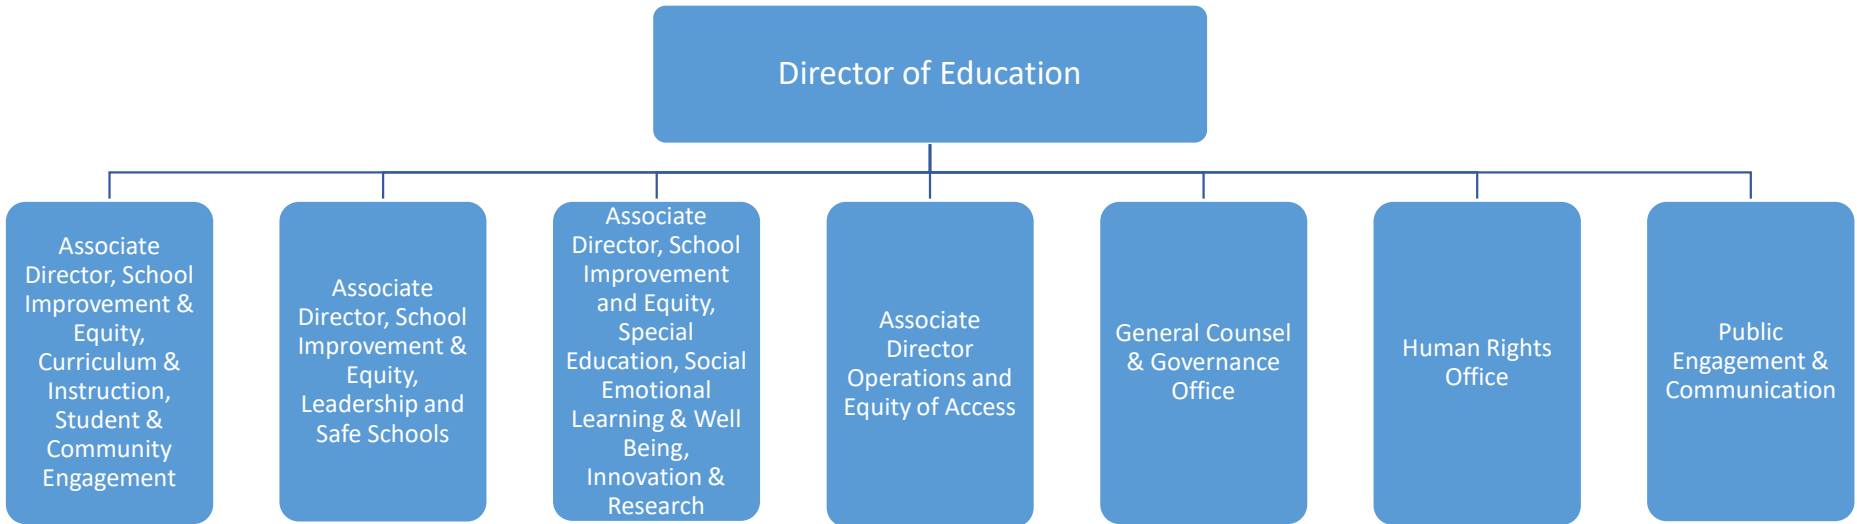 Director of Education
Associate
Director, School
Improvement &
Equity,
Curriculum &
Instruction,
Student &
Community
Engagement
Associate
Director, School
Improvement &
Equity,
Leadership and
Safe Schools
Associate
Director, School
Improvement
and Equity,
Special
Education, Social
Emotional
Learning & Well
Being,
Innovation &
Research
Associate
Director
Operations and
Equity of Access
General Counsel
& Governance
Office
Human Rights
Office
Public
Engagement &
Communication